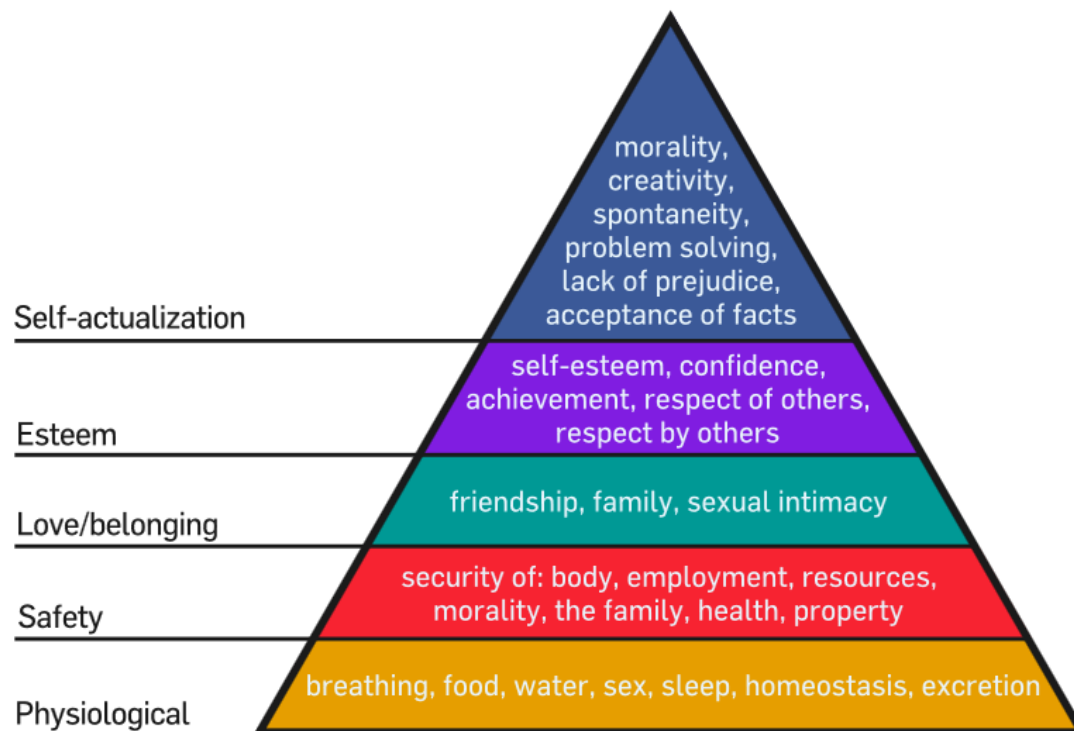 morality,
creativity,
spontaneity,
problem solving,
lack of prejudice,
acceptance of facts
Self-actualization
self-esteem, confidence,
achievement, respect of others,
respect by others
Esteem
friendship, family, sexual intimacy
Love/belonging
security of: body, employment, resources,
morality, the family, health, property
Safety
breathing, food, water, sex, sleep, homeostasis, excretion
Physiological